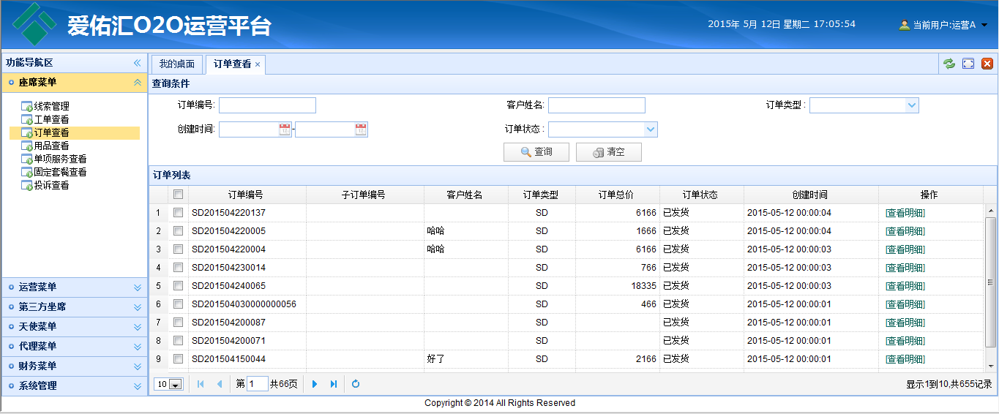 爱佑汇O2O运营平台
2015年 5月 12日 星期二 17:05:54
当前用户:运营A
功能导航区
座席菜单
线索管理
工单查看
订单查看
用品查看
单项服务查看
固定套餐查看
投诉查看
运营菜单
第三方坐席
天使菜单
代理菜单
财务菜单
系统管理
我的桌面 订单查看
查询条件
订单编号: 客户姓名: 订单类型 :
创建时间: - 订单状态 :
查询 清空
订单列表
订单编号 子订单编号 客户姓名 订单类型 订单总价 订单状态 创建时间 操作
1 SD201504220137 SD 6166 已发货 2015-05-12 00:00:04 [查看明细]
2 SD201504220005 哈哈 SD 1666 已发货 2015-05-12 00:00:04 [查看明细]
3 SD201504220004 哈哈 SD 6166 已发货 2015-05-12 00:00:03 [查看明细]
4 SD201504230014 SD 766 已发货 2015-05-12 00:00:03 [查看明细]
5 SD201504240065 SD 18335 已发货 2015-05-12 00:00:03 [查看明细]
6 SD201504030000000056 SD 466 已发货 2015-05-12 00:00:01 [查看明细]
7 SD201504200087 SD 已发货 2015-05-12 00:00:01 [查看明细]
8 SD201504200071 SD 已发货 2015-05-12 00:00:01 [查看明细]
9 SD201504150044 好了 SD 2166 已发货 2015-05-12 00:00:01 [查看明细]
10 第 1 共66页 显示1到10,共655记录
Copyright © 2014 All Rights Reserved